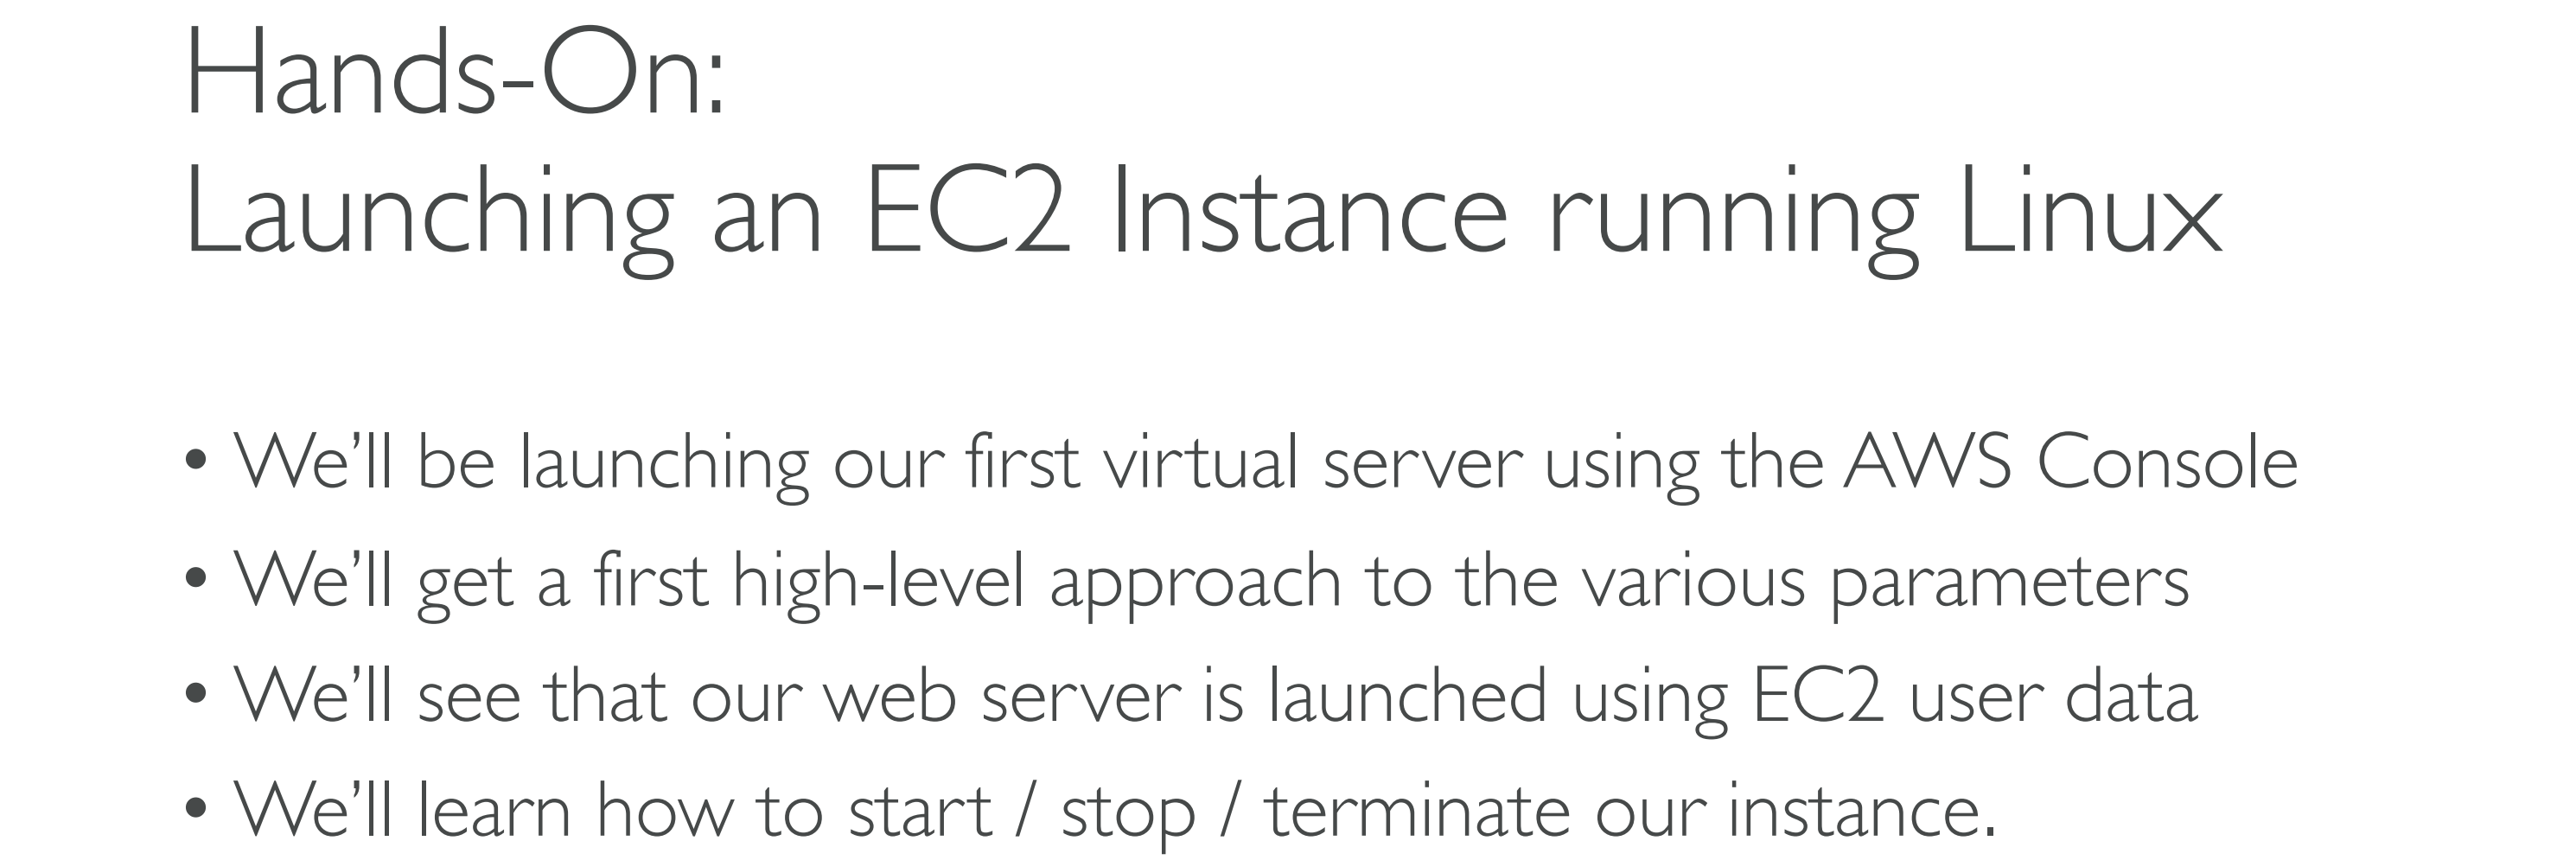 Hands-On:
Launching an EC2 Instance running Linux
• We’ll be launching our first virtual server using the AWS Console
• We’ll get a first high-level approach to the various parameters
• We’ll see that our web server is launched using EC2 user data
• We’ll learn how to start / stop / terminate our instance.